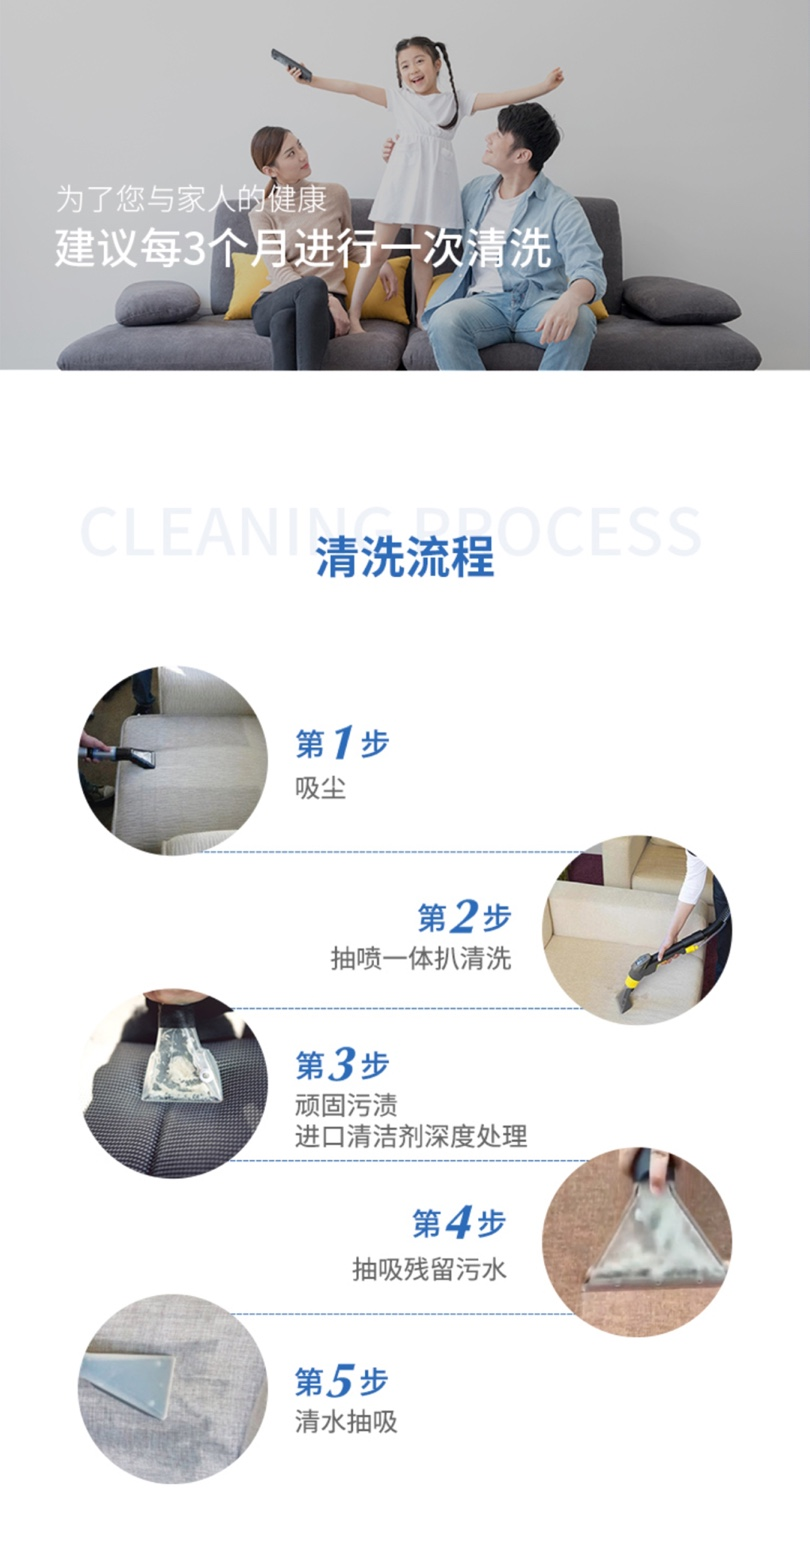 为了您与家人的健康
建议每3个月进行一次清洗
CLEANING PROCESS
清洗流程
第1步
吸尘
第2步
抽喷一体扒清洗
第3步
顽固污渍
进口清洁剂深度处理
第4步
抽吸残留污水
第5步
清水抽吸